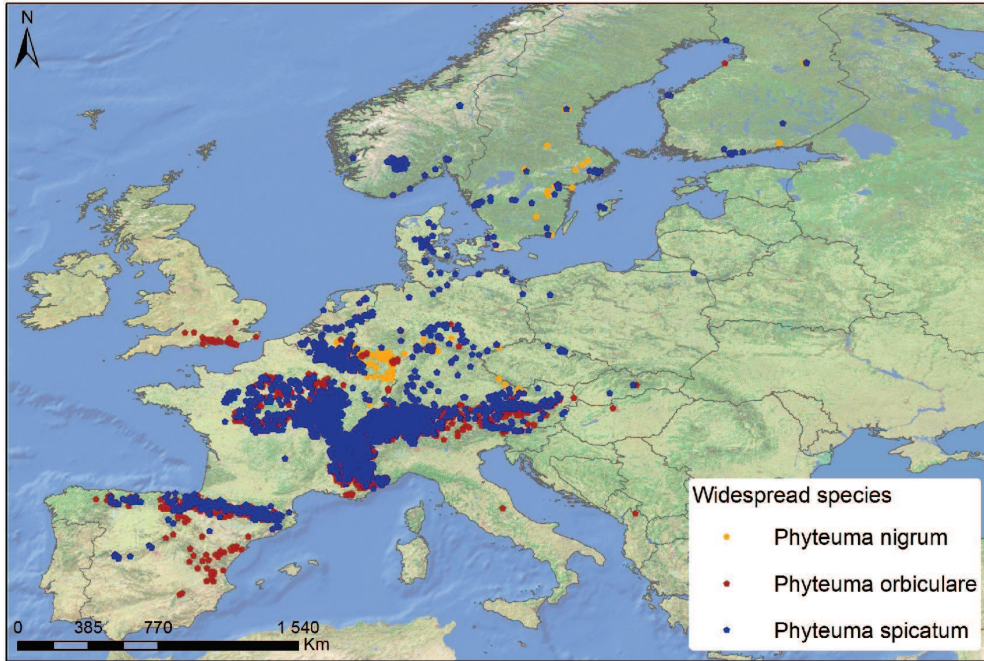 N
Widespread species
Phyteuma nigrum
Phyteuma orbiculare
Phyteuma spicatum
0 385 770 1 540
Km